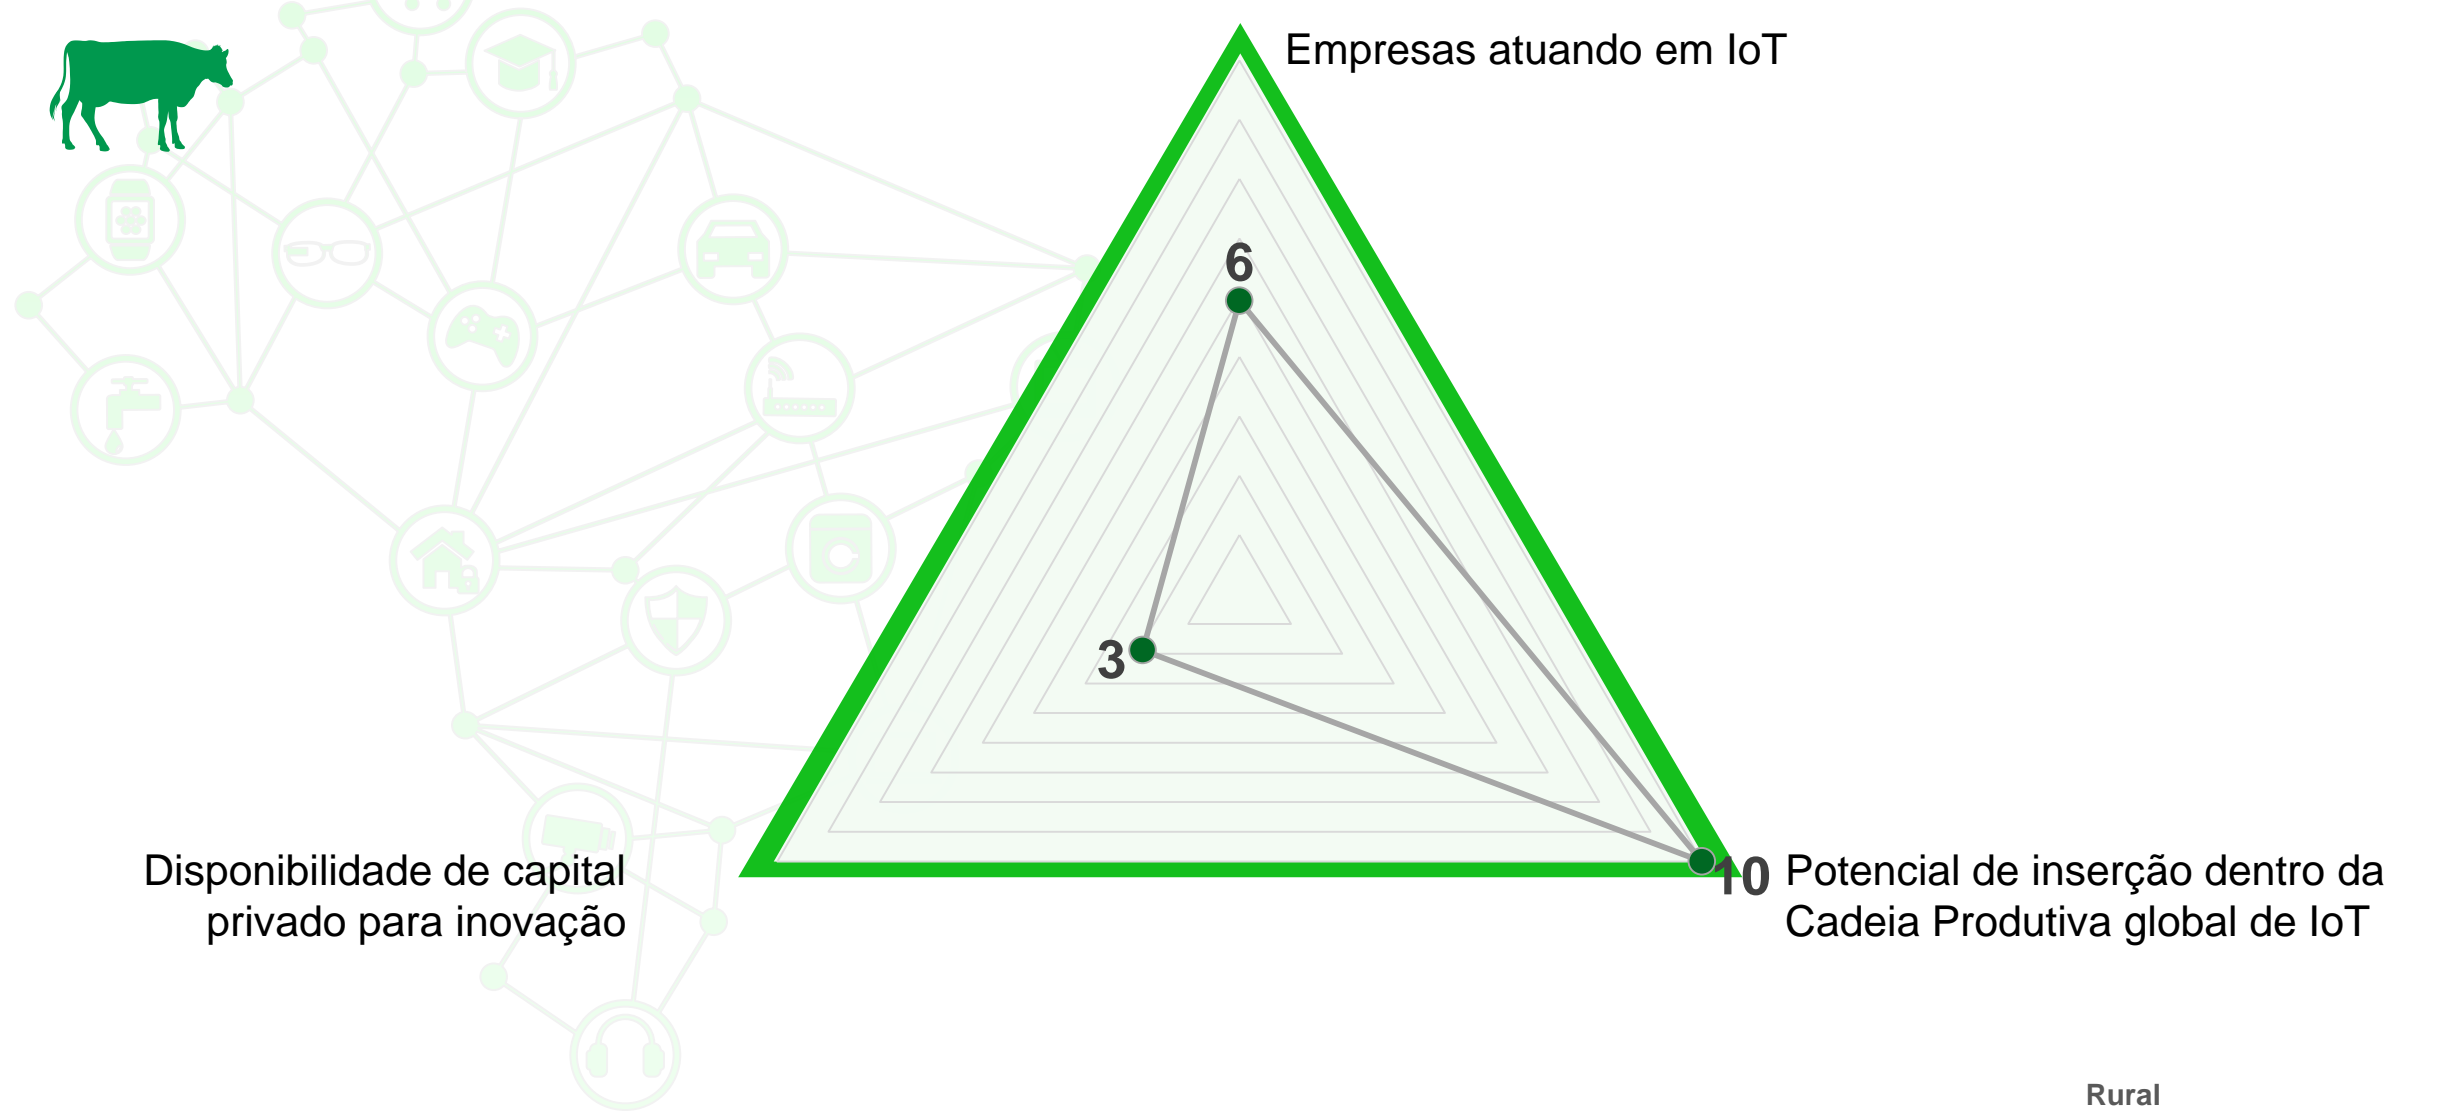 Empresas atuando em IoT
6
3
Disponibilidade de capital
privado para inovação
10
Potencial de inserção dentro da
Cadeia Produtiva global de IoT
Rural